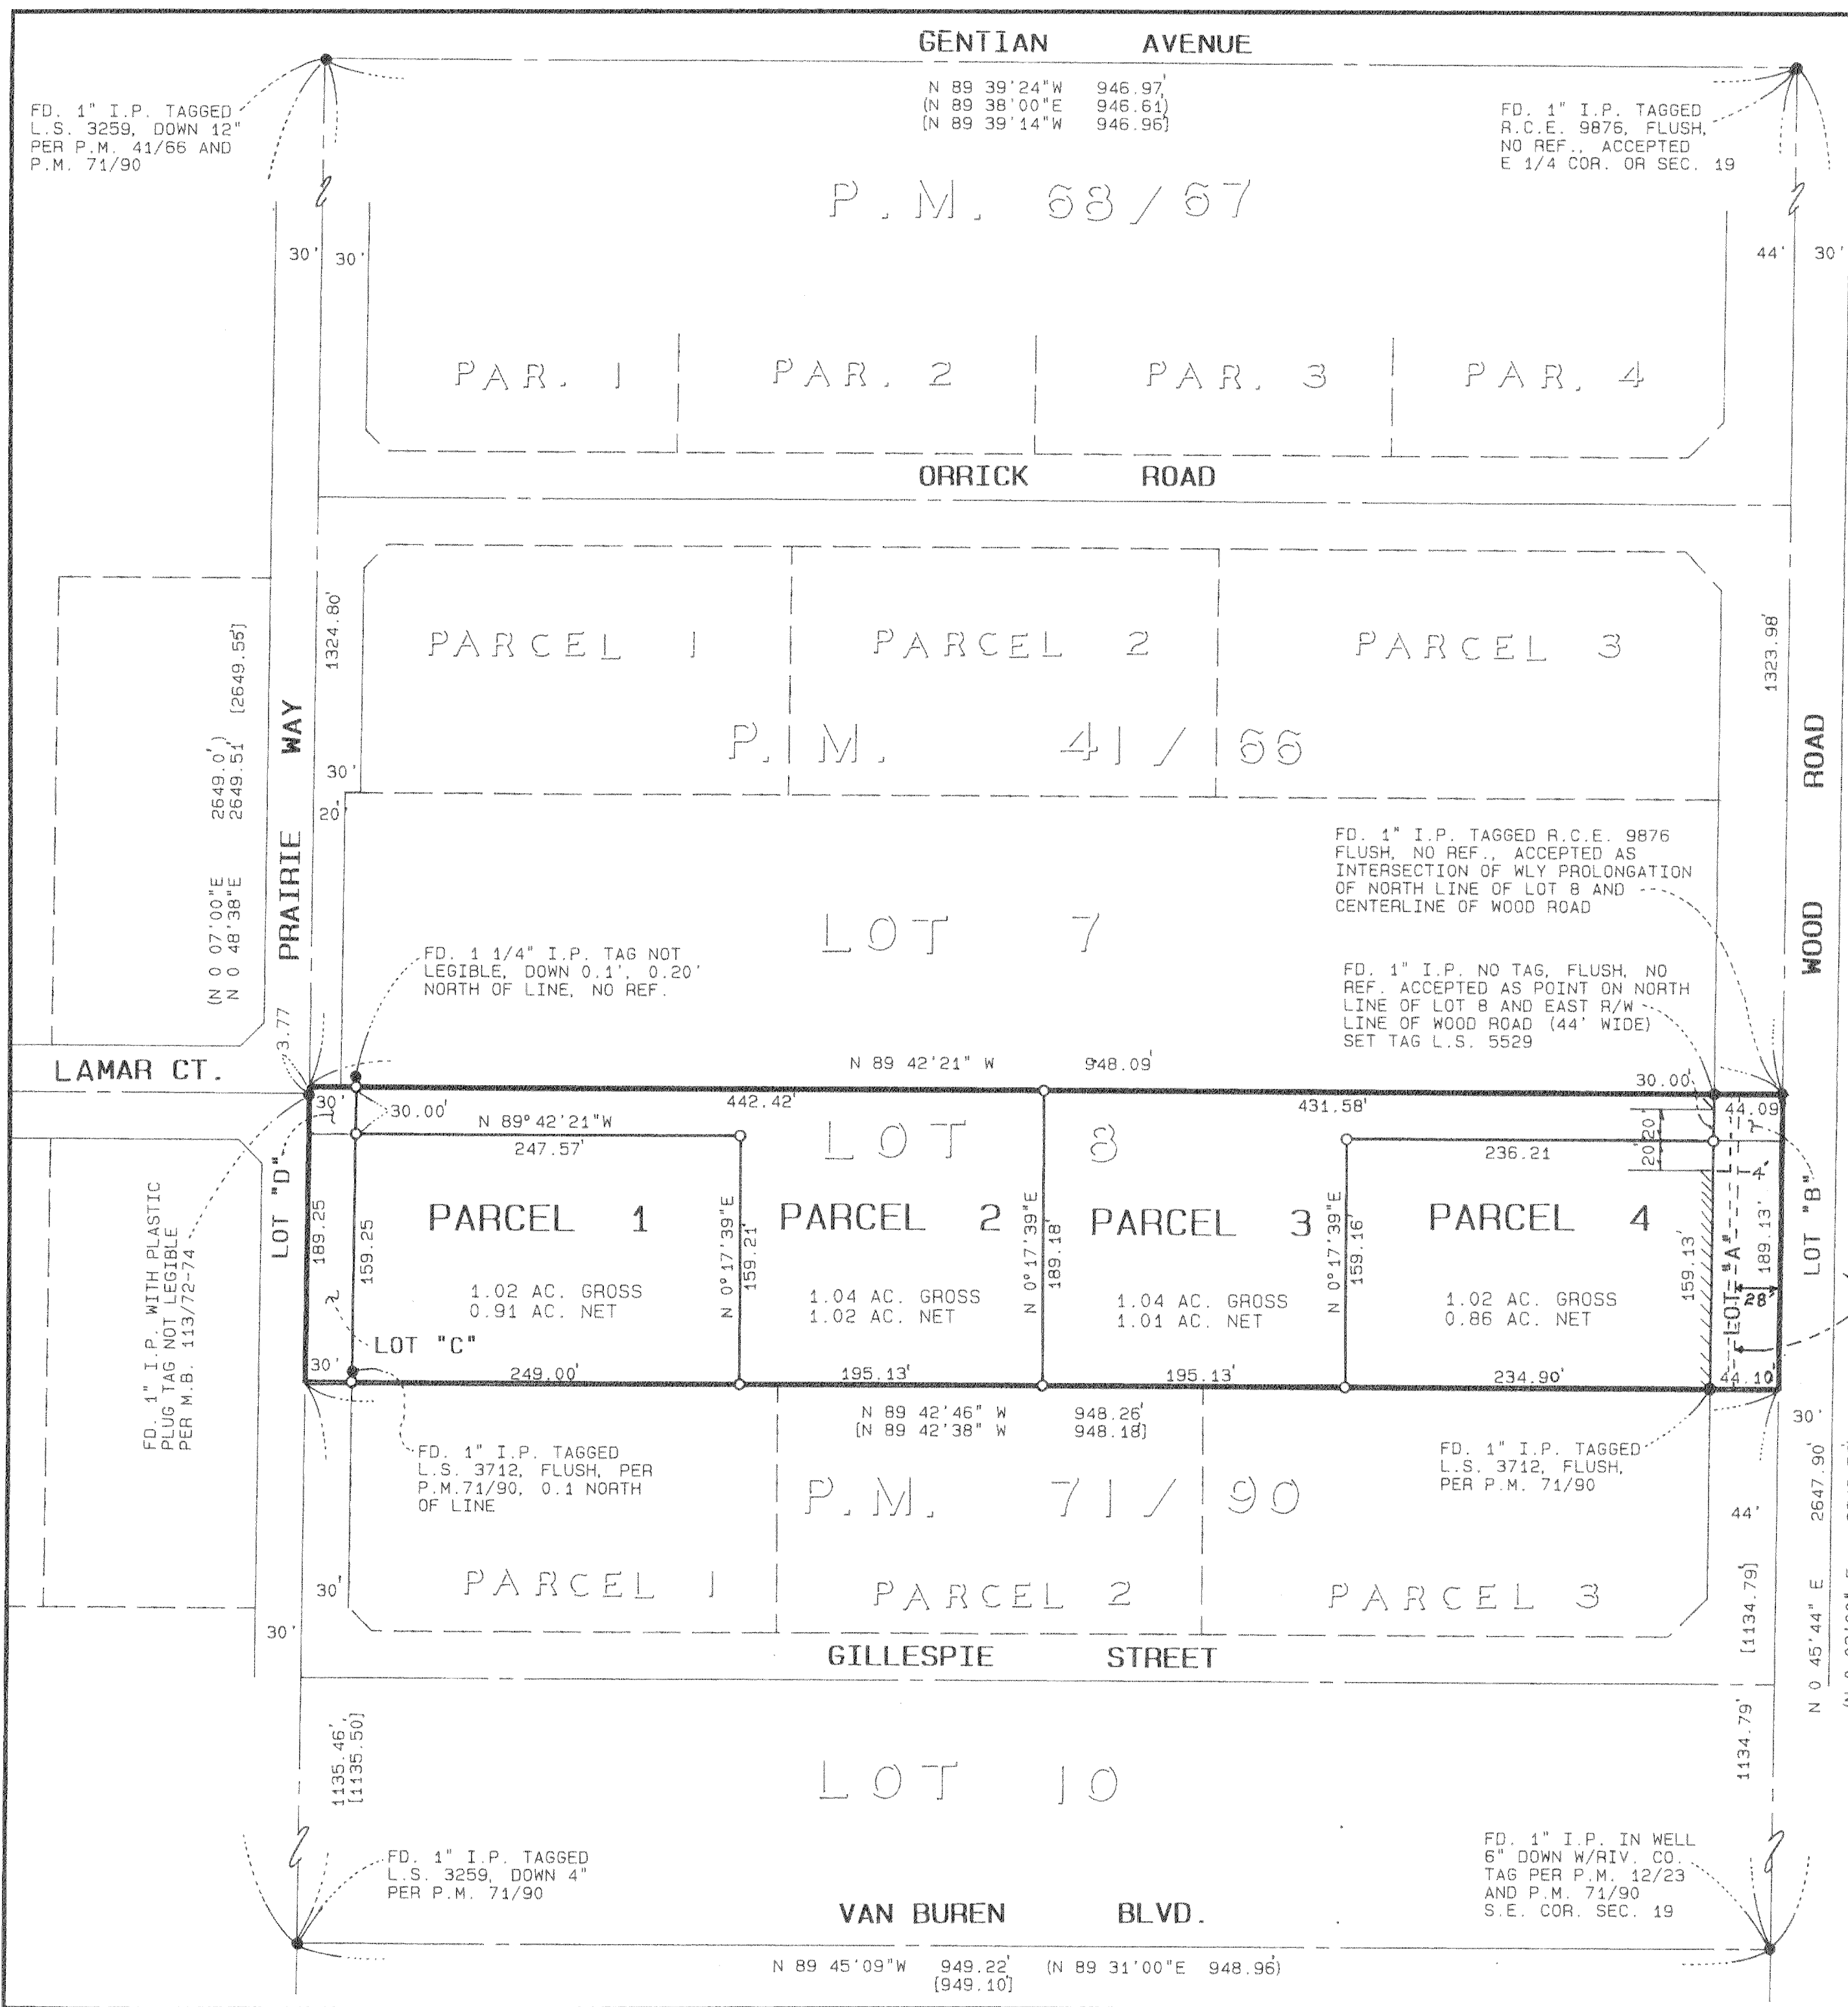 GENTIAN AVENUE
N 89 39'24"W 946.97'
(N 89 38'00"E 946.61')
[N 89 39'14"W 946.96']
FD. 1" I.P. TAGGED
L.S. 3259, DOWN 12"
PER P.M. 41/66 AND
P.M. 71/90
FD. 1" I.P. TAGGED
R.C.E. 9876, FLUSH,
NO REF., ACCEPTED
E 1/4 COR. OR SEC. 19
P.M. 68/67
30' 30'
44' 30'
PAR. 1 PAR. 2 PAR. 3 PAR. 4
ORRICK ROAD
1324.80'
1323.98'
PARCEL 1 PARCEL 2 PARCEL 3
P.M. 41/66
(N 0 07'00"E 2649.0')
N 0 48'38"E 2649.51' [2649.55']
PRAIRIE WAY
30'
20'
WOOD ROAD
FD. 1" I.P. TAGGED R.C.E. 9876
FLUSH, NO REF., ACCEPTED AS
INTERSECTION OF WLY PROLONGATION
OF NORTH LINE OF LOT 8 AND
CENTERLINE OF WOOD ROAD
LOT 7
FD. 1 1/4" I.P. TAG NOT
LEGIBLE, DOWN 0.1', 0.20'
NORTH OF LINE, NO REF.
FD. 1" I.P. NO TAG, FLUSH, NO
REF. ACCEPTED AS POINT ON NORTH
LINE OF LOT 8 AND EAST R/W
LINE OF WOOD ROAD (44' WIDE)
SET TAG L.S. 5529
3.77
LAMAR CT.
N 89 42'21" W 948.09'
30' 30.00' 442.42' 431.58' 30.00' 44.09'
N 89°42'21"W
247.57'
LOT 8
236.21
20' 20'
4'
LOT "D"
189.25
159.25
PARCEL 1
1.02 AC. GROSS
0.91 AC. NET
N 0°17'39"E
159.21'
PARCEL 2
1.04 AC. GROSS
1.02 AC. NET
N 0°17'39"E
189.18'
PARCEL 3
1.04 AC. GROSS
1.01 AC. NET
N 0°17'39"E
159.16'
PARCEL 4
1.02 AC. GROSS
0.86 AC. NET
159.13'
LOT "A"
189.13'
28'
LOT "B"
LOT "C"
FD. 1" I.P. WITH PLASTIC
PLUG TAG NOT LEGIBLE
PER M.B. 113/72-74
30' 249.00' 195.13' 195.13' 234.90' 44.10'
N 89 42'46" W 948.26'
[N 89 42'38" W 948.18']
30'
FD. 1" I.P. TAGGED
L.S. 3712, FLUSH, PER
P.M.71/90, 0.1 NORTH
OF LINE
FD. 1" I.P. TAGGED
L.S. 3712, FLUSH,
PER P.M. 71/90
P.M. 71/90
44'
PARCEL 1 PARCEL 2 PARCEL 3
30'
30'
[1134.79]
N 0 45'44" E 2647.90'
GILLESPIE STREET
1135.46'
[1135.50]
1134.79'
LOT 10
FD. 1" I.P. TAGGED
L.S. 3259, DOWN 4"
PER P.M. 71/90
FD. 1" I.P. IN WELL
6" DOWN W/RIV. CO.
TAG PER P.M. 12/23
AND P.M. 71/90
S.E. COR. SEC. 19
VAN BUREN BLVD.
N 89 45'09"W 949.22' (N 89 31'00"E 948.96')
[949.10']